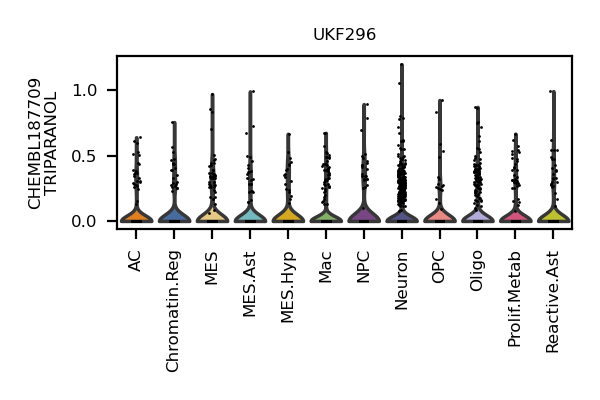 UKF296
CHEMBL187709
TRIPARANOL
1.0
0.5
0.0
AC
Chromatin.Reg
MES
MES.Ast
MES.Hyp
Mac
NPC
Neuron
OPC
Oligo
Prolif.Metab
Reactive.Ast